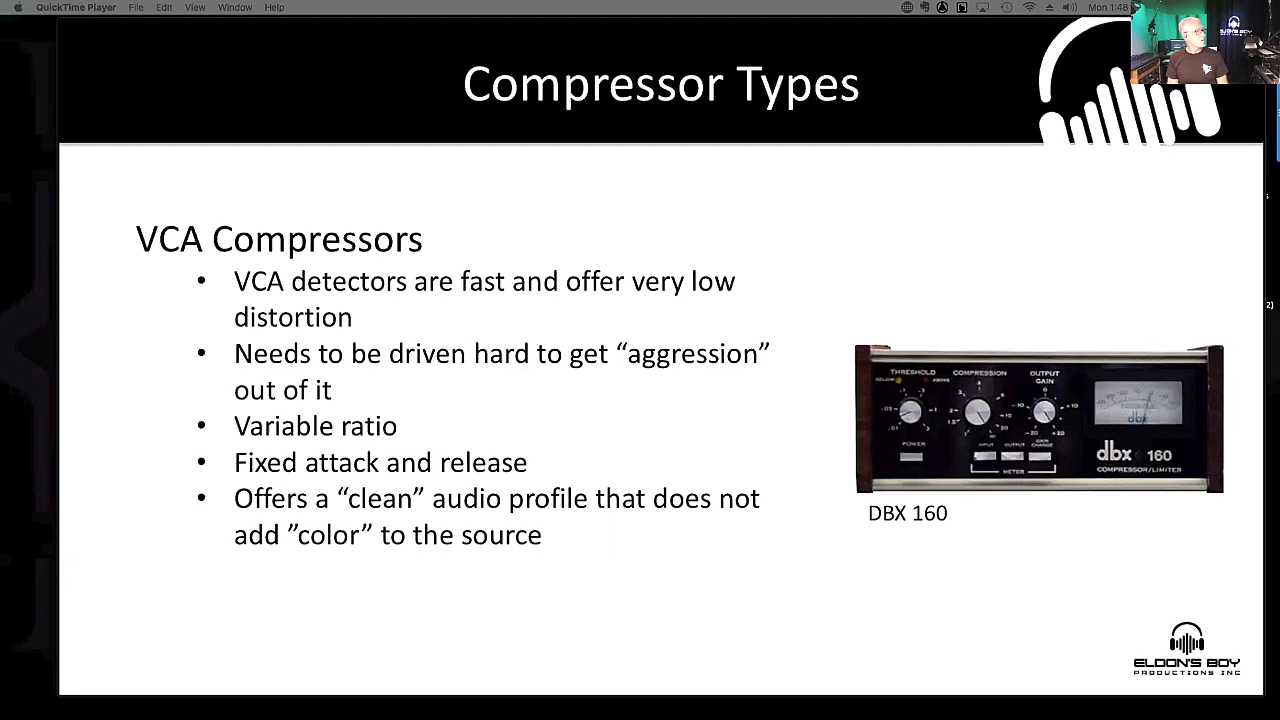 QuickTime Player File Edit View Window Help Mon 1:48
Compressor Types
VCA Compressors
• VCA detectors are fast and offer very low
distortion
• Needs to be driven hard to get “aggression”
out of it
• Variable ratio
• Fixed attack and release
• Offers a “clean” audio profile that does not
add ”color” to the source
THRESHOLD COMPRESSION OUTPUT
GAIN
BELOW ABOVE
POWER
INPUT OUTPUT GAIN
CHANGE
METER
dbx
dbx 160
COMPRESSOR/LIMITER
DBX 160
ELDON'S BOY
PRODUCTIONS INC